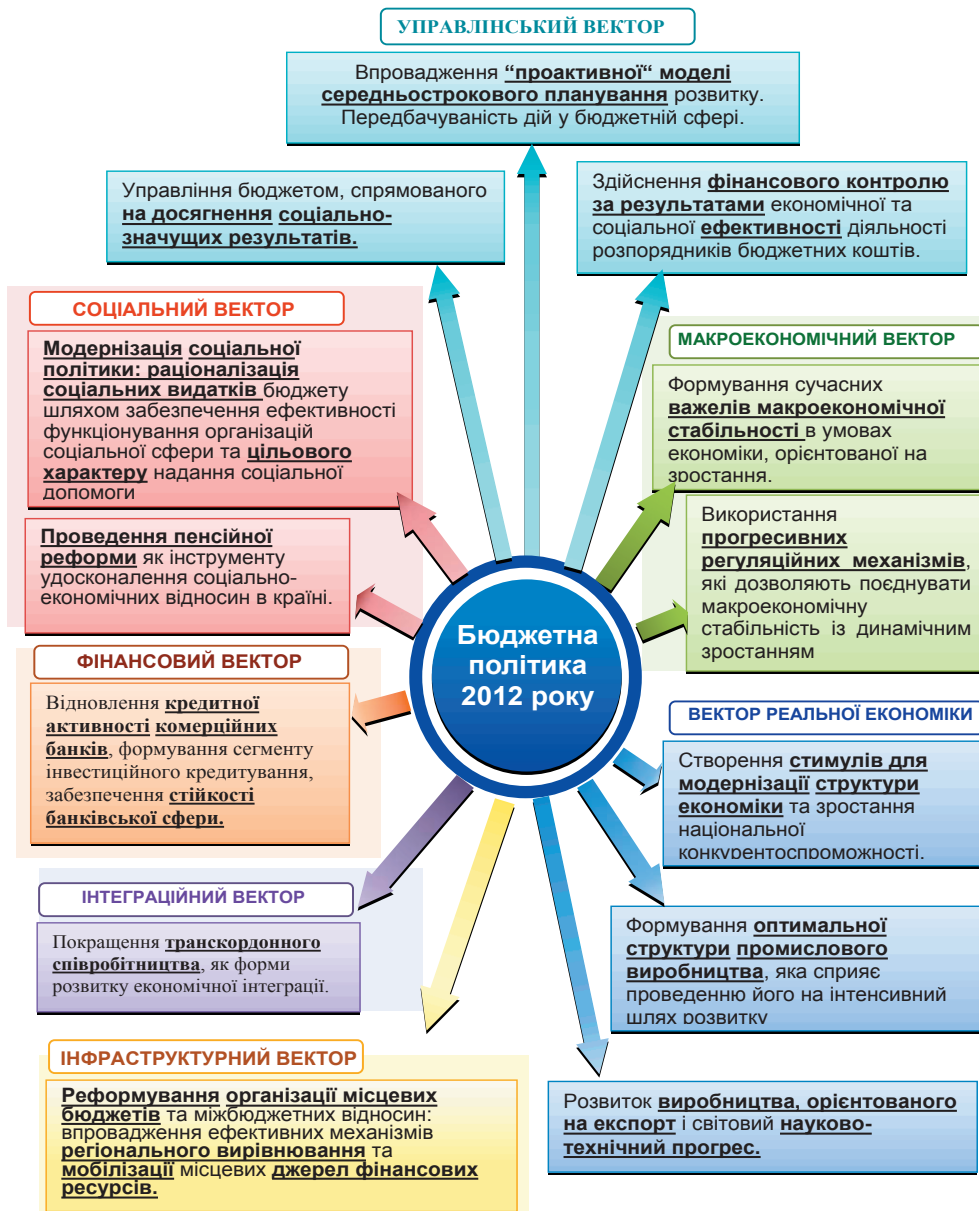 УПРАВЛІНСЬКИЙ ВЕКТОР
Впровадження “проактивної“ моделі
середньострокового планування розвитку.
Передбачуваність дій у бюджетній сфері.
Управління бюджетом, спрямованого
на досягнення соціально-
значущих результатів.
Здійснення фінансового контролю
за результатами економічної та
соціальної ефективності діяльності
розпорядників бюджетних коштів.
СОЦІАЛЬНИЙ ВЕКТОР
Модернізація соціальної
політики: раціоналізація
соціальних видатків бюджету
шляхом забезпечення ефективності
функціонування організацій
соціальної сфери та цільового
характеру надання соціальної
допомоги
Проведення пенсійної
реформи як інструменту
удосконалення соціально-
економічних відносин в країні.
МАКРОЕКОНОМІЧНИЙ ВЕКТОР
Формування сучасних
важелів макроекономічної
стабільності в умовах
економіки, орієнтованої на
зростання.
Використання
прогресивних
регуляційних механізмів,
які дозволяють поєднувати
макроекономічну
стабільність із динамічним
зростанням
Бюджетна
політика
2012 року
ФІНАНСОВИЙ ВЕКТОР
Відновлення кредитної
активності комерційних
банків, формування сегменту
інвестиційного кредитування,
забезпечення стійкості
банківської сфери.
ВЕКТОР РЕАЛЬНОЇ ЕКОНОМІКИ
Створення стимулів для
модернізації структури
економіки та зростання
національної
конкурентоспроможності.
ІНТЕГРАЦІЙНИЙ ВЕКТОР
Покращення транскордонного
співробітництва, як форми
розвитку економічної інтеграції.
Формування оптимальної
структури промислового
виробництва, яка сприяє
проведенню його на інтенсивний
шлях розвитку
ІНФРАСТРУКТУРНИЙ ВЕКТОР
Реформування організації місцевих
бюджетів та міжбюджетних відносин:
впровадження ефективних механізмів
регіонального вирівнювання та
мобілізації місцевих джерел фінансових
ресурсів.
Розвиток виробництва, орієнтованого
на експорт і світовий науково-
технічний прогрес.